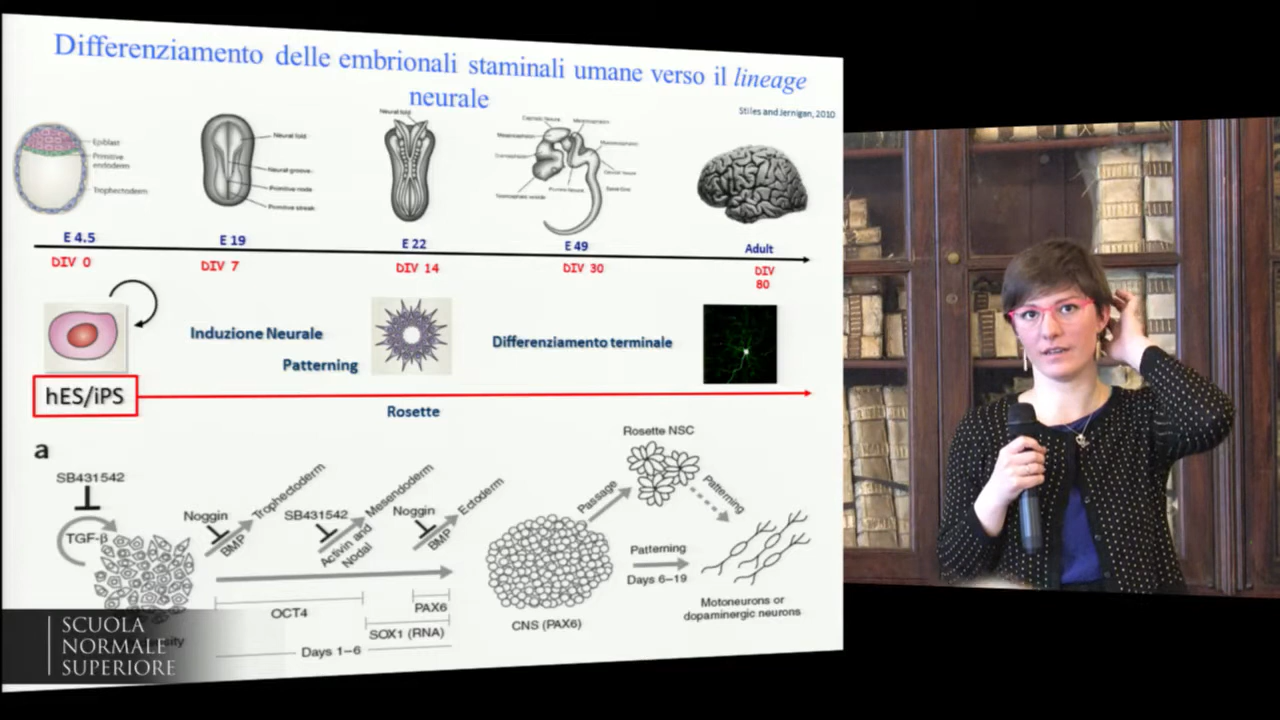 Differenziamento delle embrionali staminali umane verso il lineage
neurale
Stiles and Jernigan, 2010
Epiblast
Primitive
endoderm
Trophectoderm
Neural fold
Neural groove
Primitive node
Primitive streak
Neural fold
E 4.5
E 19
E 22
E 49
Adult
DIV 0
DIV 7
DIV 14
DIV 30
DIV
80
Induzione Neurale
Patterning
Differenziamento terminale
hES/iPS
Rosette
a
SB431542
TGF-β
Noggin
BMP
Trophectoderm
SB431542
Activin and
Nodal
Mesendoderm
Noggin
BMP
Ectoderm
OCT4
PAX6
SOX1 (RNA)
Days 1–6
CNS (PAX6)
Passage
Rosette NSC
Patterning
Patterning
Days 6–19
Motoneurons or
dopaminergic neurons
SCUOLA
NORMALE
SUPERIORE